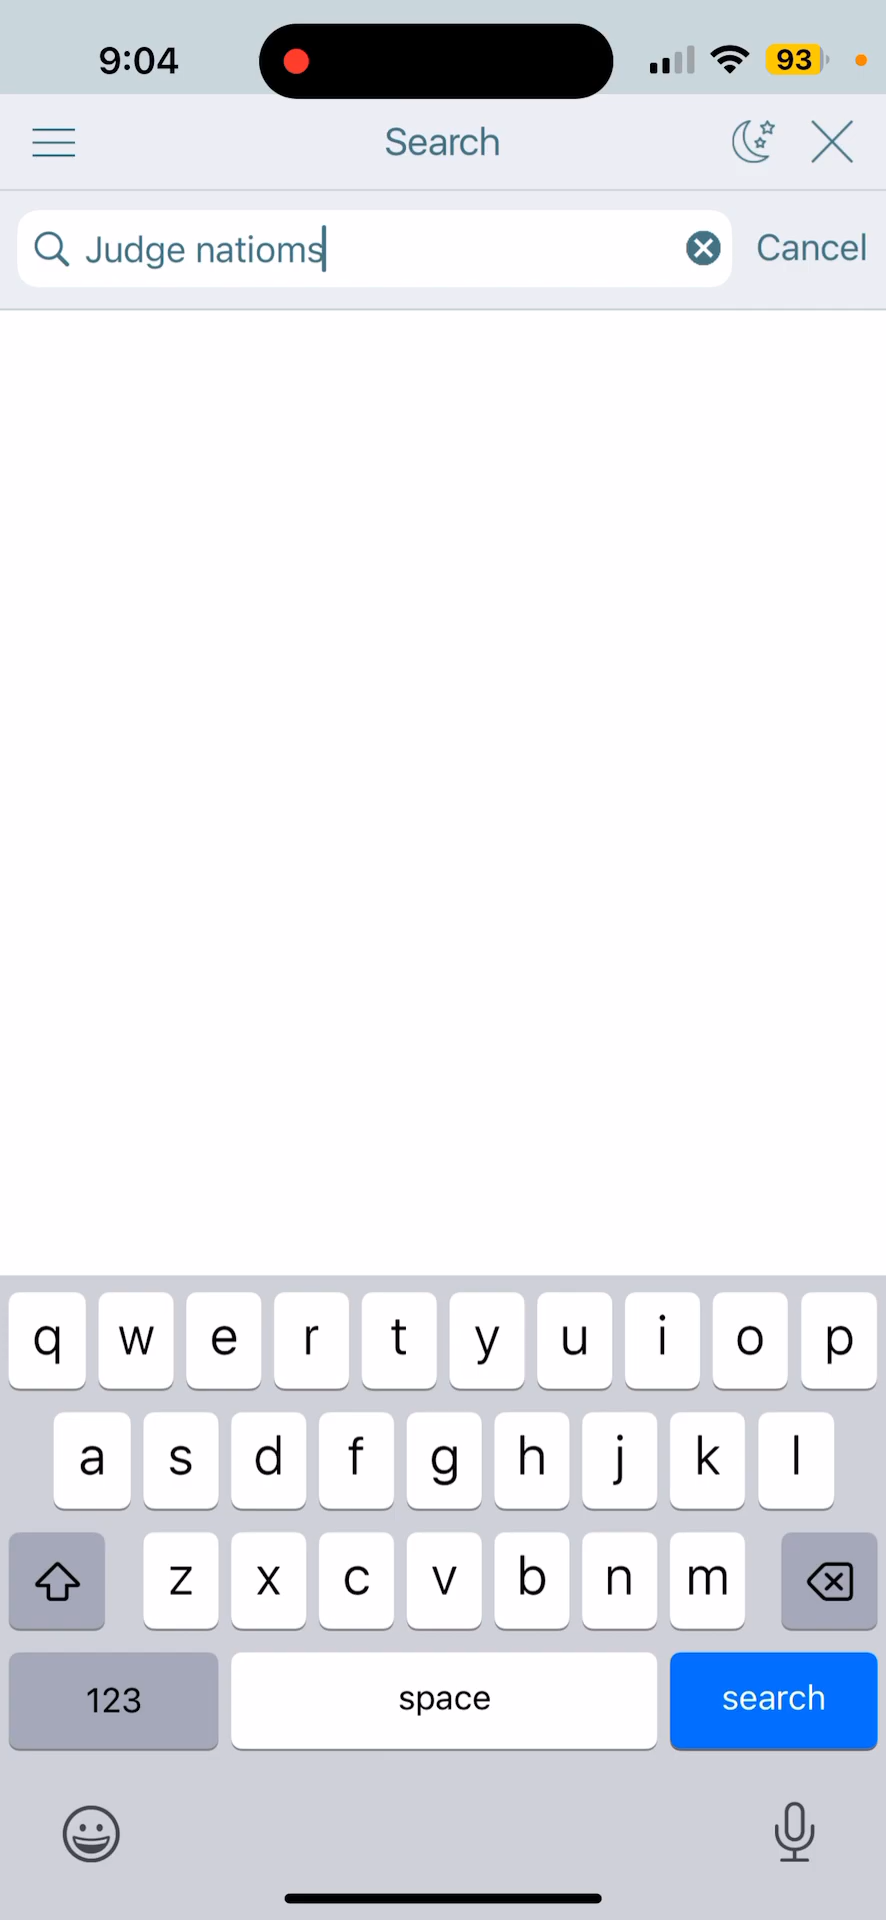 9:04 93
Search
Judge natioms Cancel
q w e r t y u i o p
a s d f g h j k l
z x c v b n m
123 space search